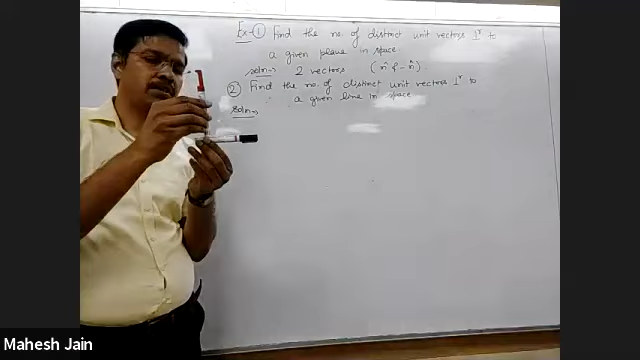 Ex-① Find the no. of distinct unit vectors ⊥r to
a given plane in space.
soln→ 2 vectors (n̂ & -n̂).
② Find the no. of distinct unit vectors ⊥r to
a given line in space
soln→
Mahesh Jain